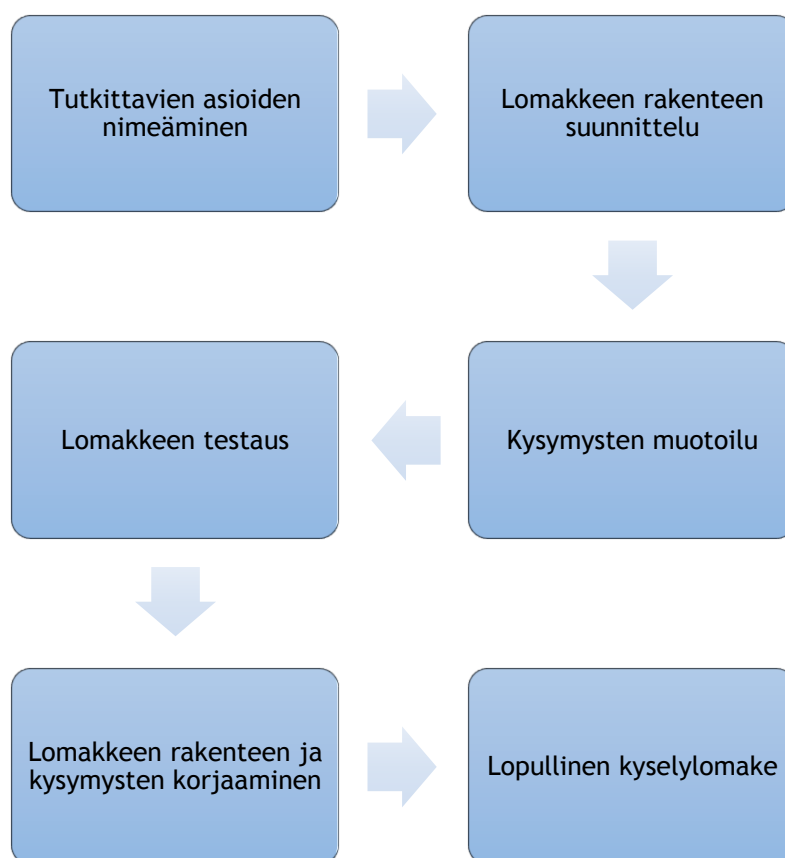 Tutkittavien asioiden
nimeäminen
Lomakkeen rakenteen
suunnittelu
Kysymysten muotoilu
Lomakkeen testaus
Lomakkeen rakenteen ja
kysymysten korjaaminen
Lopullinen kyselylomake